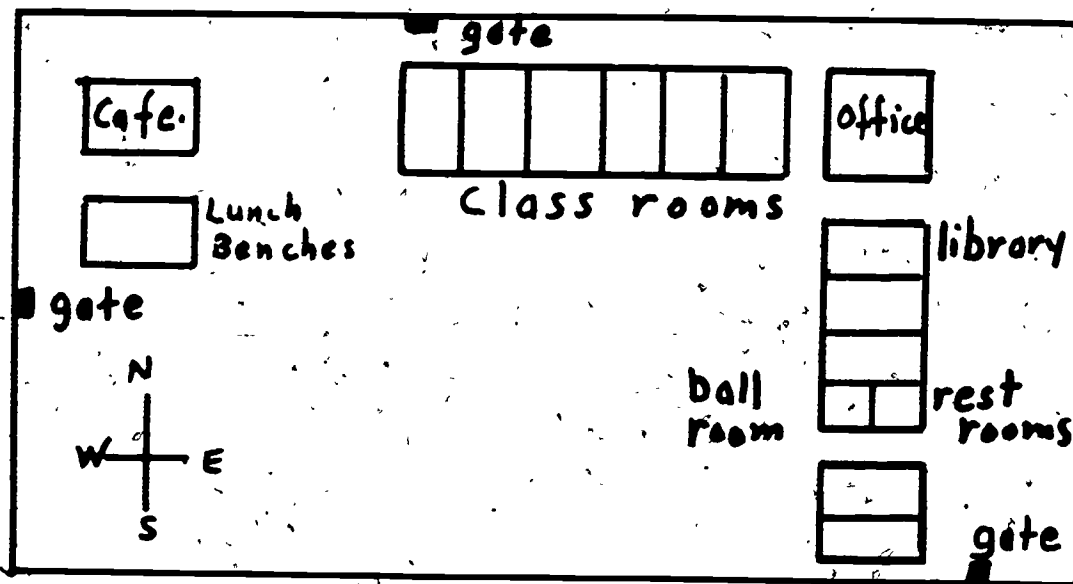 gate
Cafe.
office
Class rooms
Lunch
Benches
library
gate
N
W E
S
ball
room
rest
rooms
gate